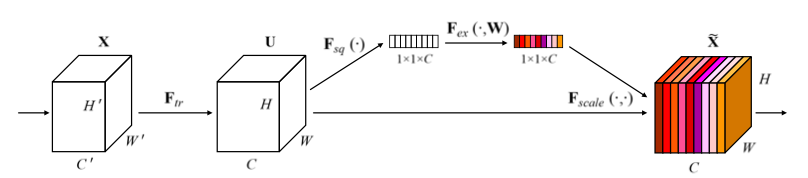 X
U
F_sq (·)
F_ex (·,W)
1×1×C
1×1×C
X̃
H′
F_tr
H
F_scale (·,·)
H
W′
W
W
C′
C
C